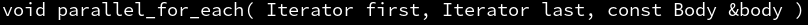 void parallel_for_each( Iterator first, Iterator last, const Body &body )